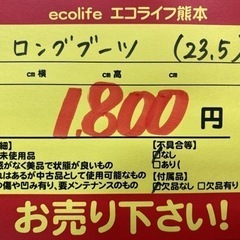 ecolife エコライフ熊本
ロングブーツ (23.5)
cm 横 cm 高 cm
1,800 円
細】 【不具合等】
未使用品 ☑なし
感がなく美品で状態が良いもの □あり(
れはあるが中古品として使用可能なもの 【付属品】
や傷や凹み有り、要メンテナンスのもの ☑欠品なし □欠品有り
お売り下さい!